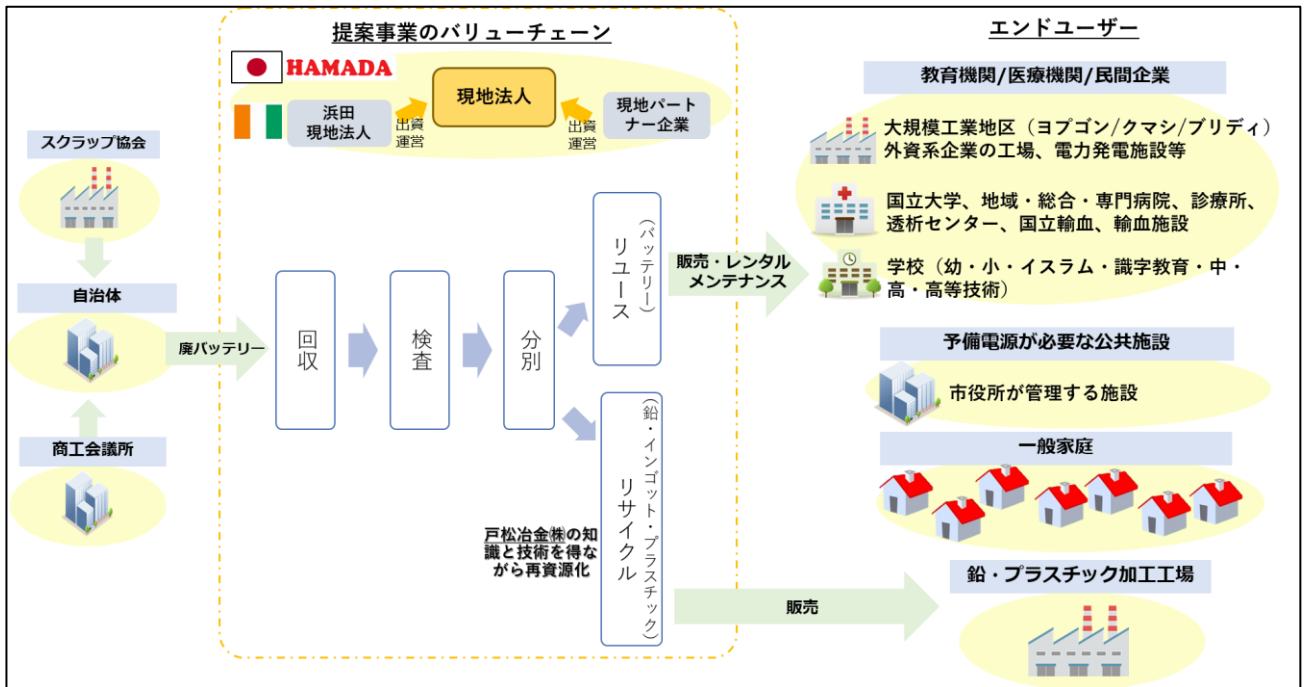 提案事業のバリューチェーン
HAMADA
浜田
現地法人
出資
運営
現地法人
出資
運営
現地パート
ナー企業
スクラップ協会
自治体
商工会議所
廃バッテリー
回収
検査
分別
リユース
(バッテリー)
リサイクル
(鉛・インゴット・プラスチック)
戸松冶金㈱の知
識と技術を得な
がら再資源化
販売・レンタル
メンテナンス
販売
エンドユーザー
教育機関/医療機関/民間企業
大規模工業地区（ヨプゴン/クマシ/ブリディ）
外資系企業の工場、電力発電施設等
国立大学、地域・総合・専門病院、診療所、
透析センター、国立輸血、輸血施設
学校（幼・小・イスラム・識字教育・中・
高・高等技術）
予備電源が必要な公共施設
市役所が管理する施設
一般家庭
鉛・プラスチック加工工場